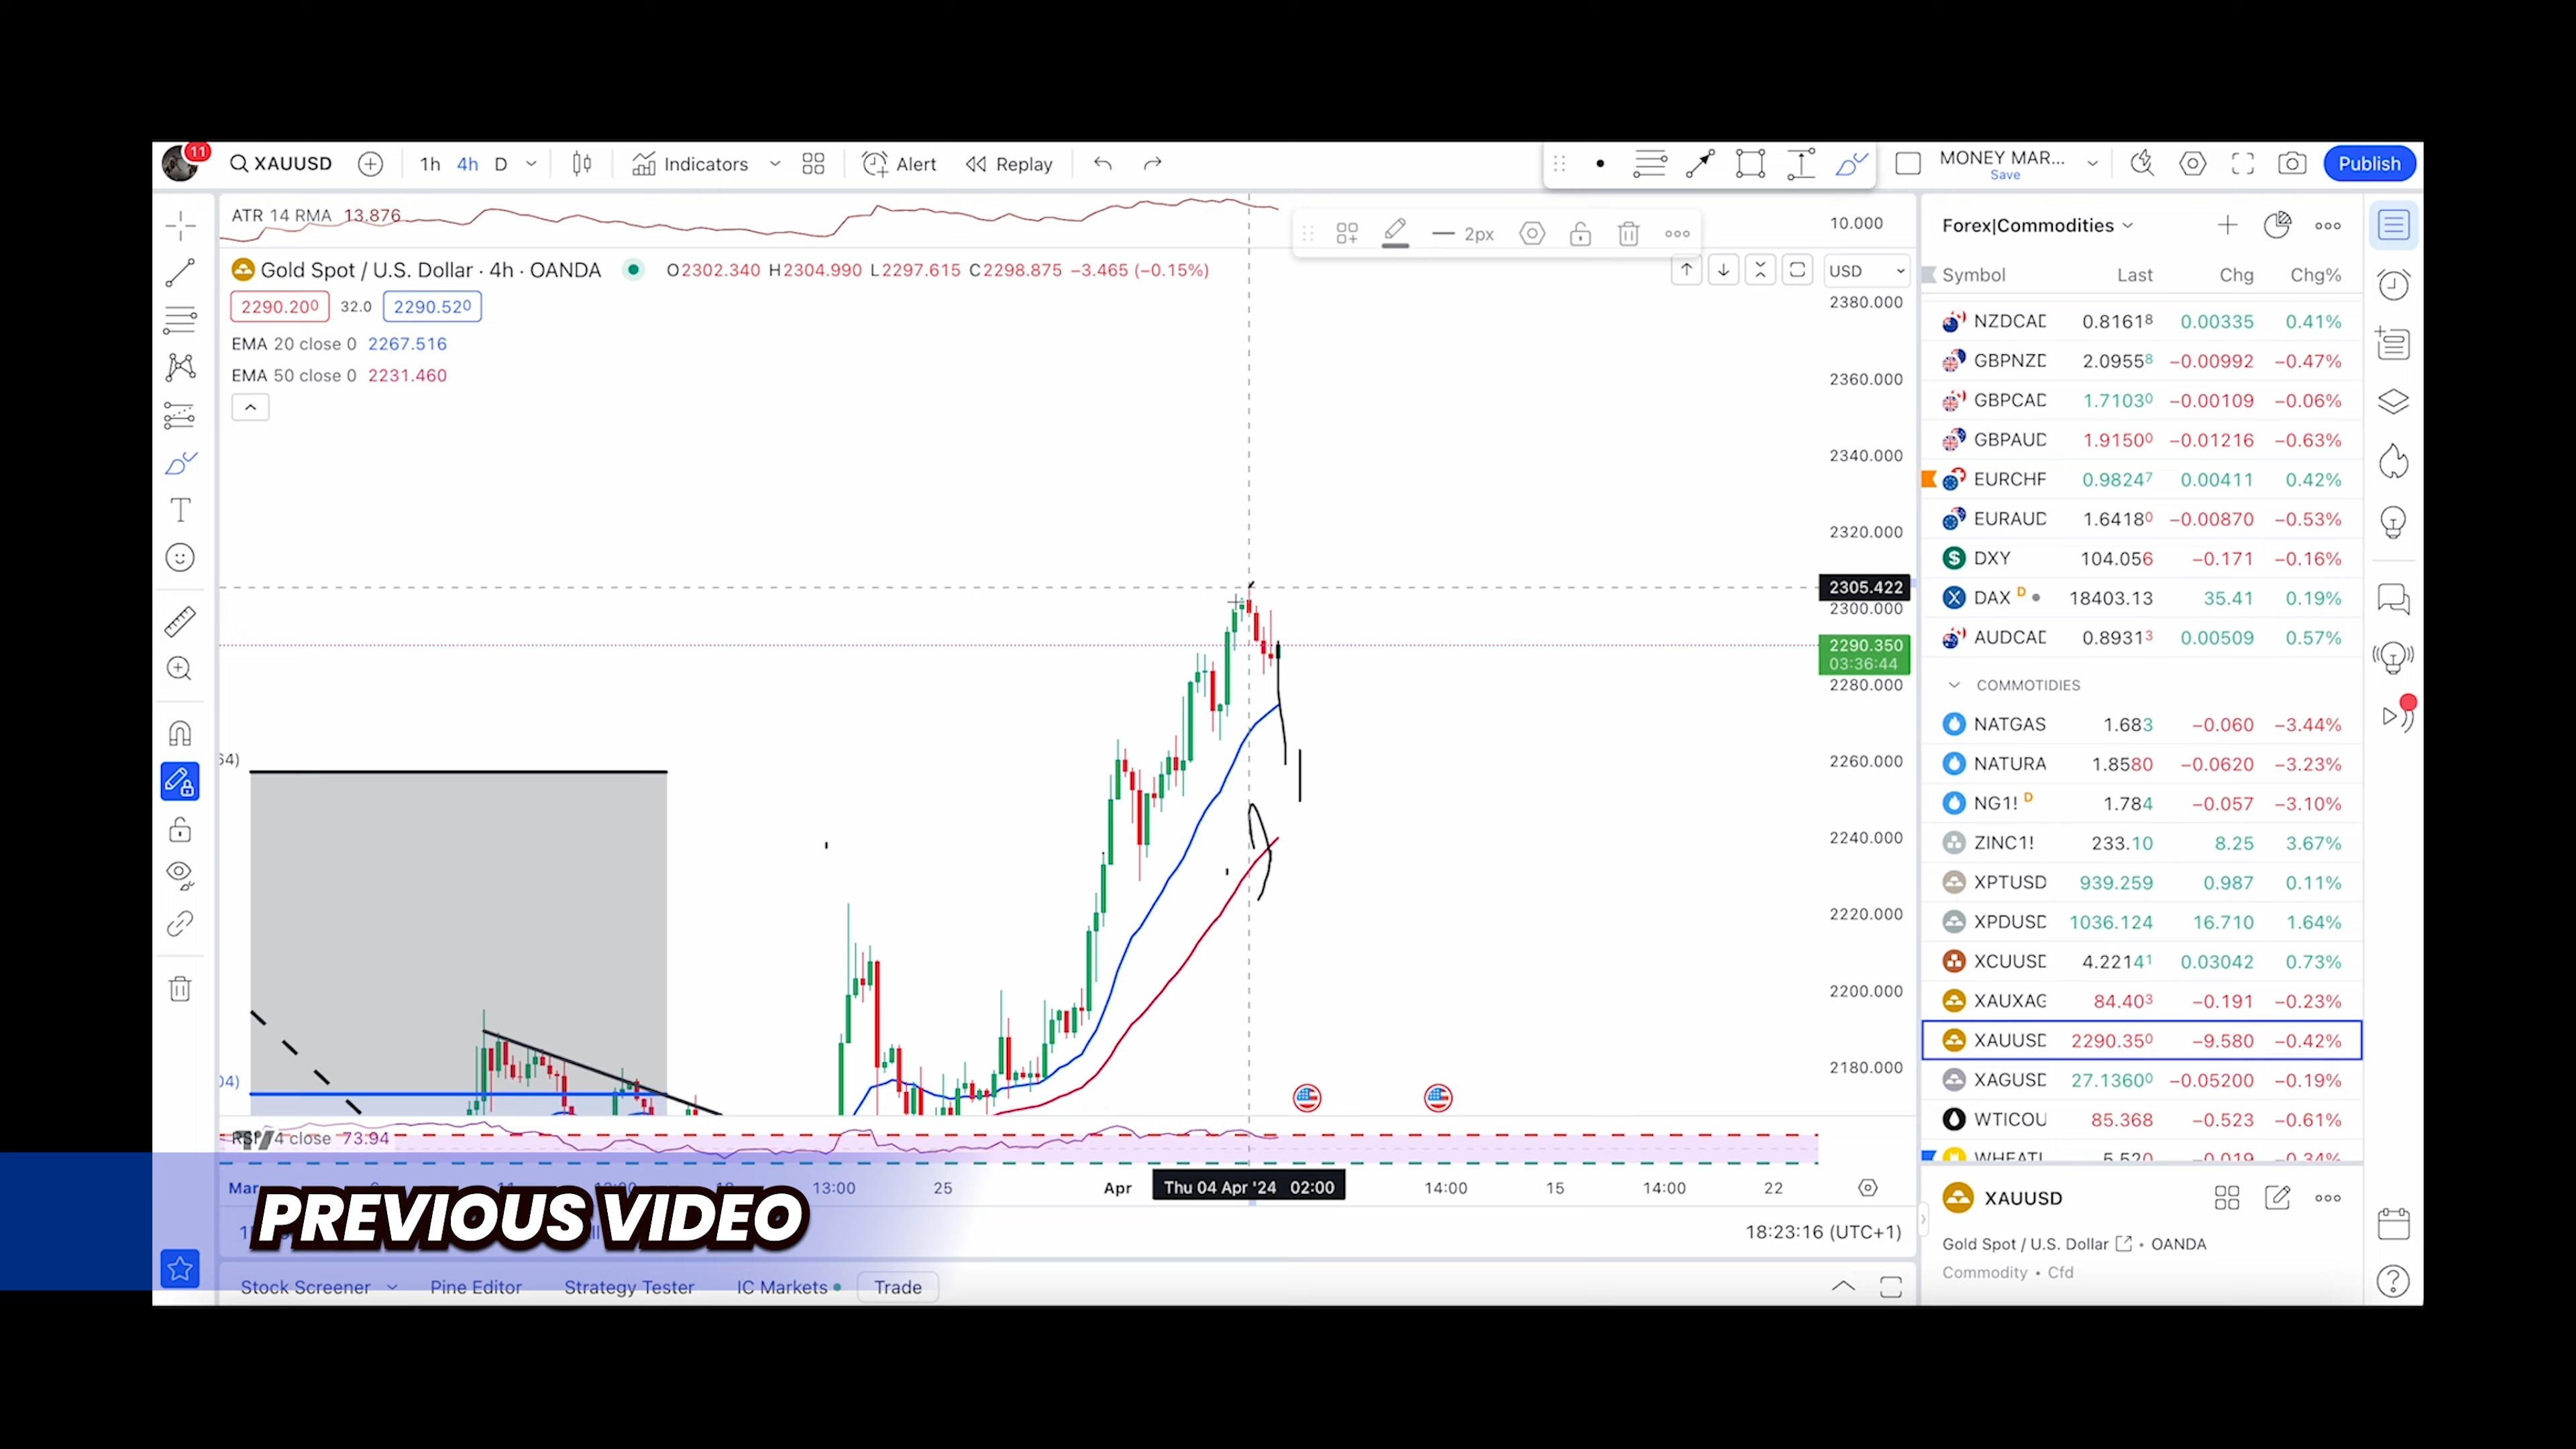 11
XAUUSD
1h 4h D
Indicators
Alert
Replay
MONEY MAR...
Save
Publish
ATR 14 RMA 13.876
10.000
2px
Gold Spot / U.S. Dollar · 4h · OANDA
O2302.340 H2304.990 L2297.615 C2298.875 −3.465 (−0.15%)
USD
2290.200 32.0 2290.520
EMA 20 close 0 2267.516
EMA 50 close 0 2231.460
2380.000
2360.000
2340.000
2320.000
2305.422
2300.000
2290.350
03:36:44
2280.000
2260.000
2240.000
2220.000
2200.000
2180.000
64)
04)
4 close 73.94
Mar
13:00
25
Apr
Thu 04 Apr '24 02:00
14:00
15
14:00
22
PREVIOUS VIDEO
18:23:16 (UTC+1)
Stock Screener
Pine Editor
Strategy Tester
IC Markets
Trade
Forex|Commodities
Symbol Last Chg Chg%
NZDCAD 0.81618 0.00335 0.41%
GBPNZD 2.09558 −0.00992 −0.47%
GBPCAD 1.71030 −0.00109 −0.06%
GBPAUD 1.91500 −0.01216 −0.63%
EURCHF 0.98247 0.00411 0.42%
EURAUD 1.64180 −0.00870 −0.53%
DXY 104.056 −0.171 −0.16%
DAX D 18403.13 35.41 0.19%
AUDCAD 0.89313 0.00509 0.57%
COMMOTIDIES
NATGAS 1.683 −0.060 −3.44%
NATURA 1.8580 −0.0620 −3.23%
NG1! D 1.784 −0.057 −3.10%
ZINC1! 233.10 8.25 3.67%
XPTUSD 939.259 0.987 0.11%
XPDUSD 1036.124 16.710 1.64%
XCUUSD 4.22141 0.03042 0.73%
XAUXAG 84.403 −0.191 −0.23%
XAUUSD 2290.350 −9.580 −0.42%
XAGUSD 27.13600 −0.05200 −0.19%
WTICOU 85.368 −0.523 −0.61%
WHEAT 5.520 −0.019 −0.34%
XAUUSD
Gold Spot / U.S. Dollar • OANDA
Commodity • Cfd